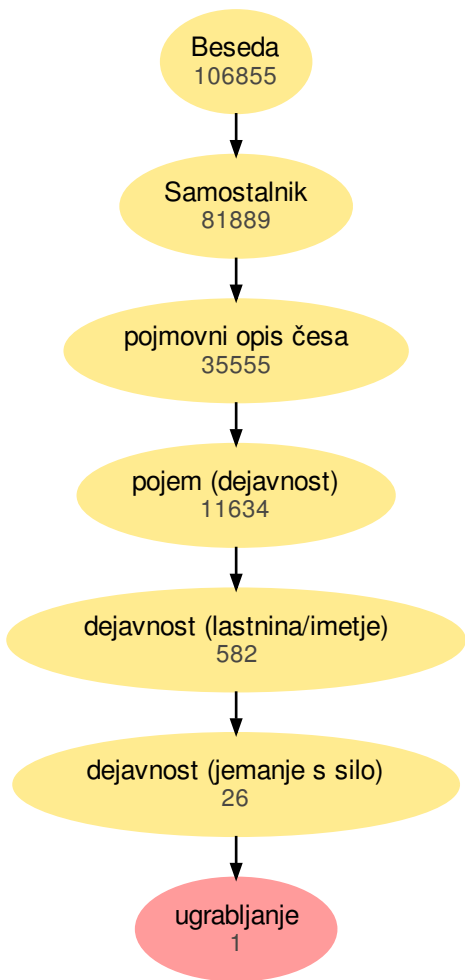 Beseda
106855
Samostalnik
81889
pojmovni opis česa
35555
pojem (dejavnost)
11634
dejavnost (lastnina/imetje)
582
dejavnost (jemanje s silo)
26
ugrabljanje
1